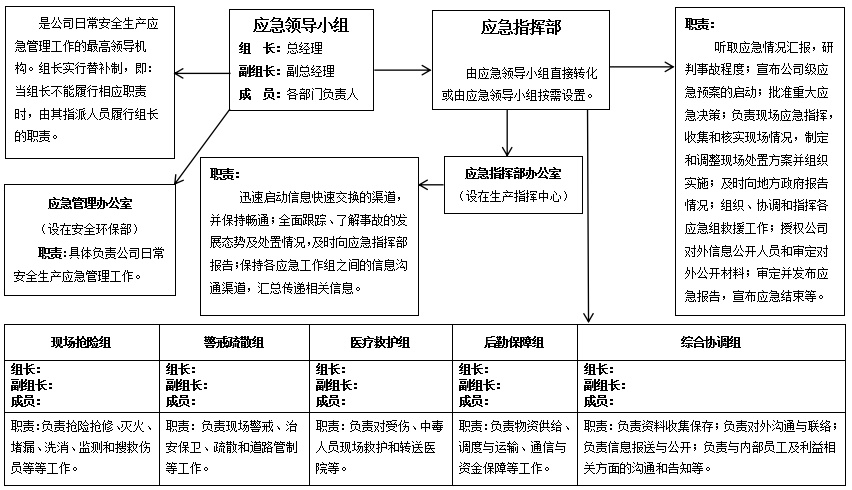 是公司日常安全生产应
急管理工作的最高领导机
构。组长实行替补制，即：
当组长不能履行相应职责
时，由其指派人员履行组长
的职责。
应急领导小组
组　长：总经理
副组长：副总经理
成　员：各部门负责人
应急指挥部
由应急领导小组直接转化
或由应急领导小组按需设置。
职责：
听取应急情况汇报，研
判事故程度；宣布公司级应
急预案的启动；批准重大应
急决策；负责现场应急指挥，
收集和核实现场情况，制定
和调整现场处置方案并组织
实施；及时向地方政府报告
情况；组织、协调和指挥各
应急组救援工作；授权公司
对外信息公开人员和审定对
外公开材料；审定并发布应
急报告，宣布应急结束等。
应急管理办公室
（设在安全环保部）
职责：具体负责公司日常
安全生产应急管理工作。
职责：
迅速启动信息快速交换的渠道，
并保持畅通；全面跟踪、了解事故的发
展态势及处置情况，及时向应急指挥部
报告；保持各应急工作组之间的信息沟
通渠道，汇总传递相关信息。
应急指挥部办公室
（设在生产指挥中心）
现场抢险组
组长：
副组长：
成员：
职责：负责抢险抢修、灭火、
堵漏、洗消、监测和搜救伤
员等等工作。
警戒疏散组
组长：
副组长：
成员：
职责：负责现场警戒、治
安保卫、疏散和道路管制
等工作。
医疗救护组
组长：
副组长：
成员：
职责：负责对受伤、中毒
人员现场救护和转送医
院等。
后勤保障组
组长：
副组长：
成员：
职责：负责物资供给、
调度与运输、通信与
资金保障等工作。
综合协调组
组长：
副组长：
成员：
职责：负责资料收集保存；负责对外沟通与联络；
负责信息报送与公开；负责与内部员工及利益相
关方面的沟通和告知等。